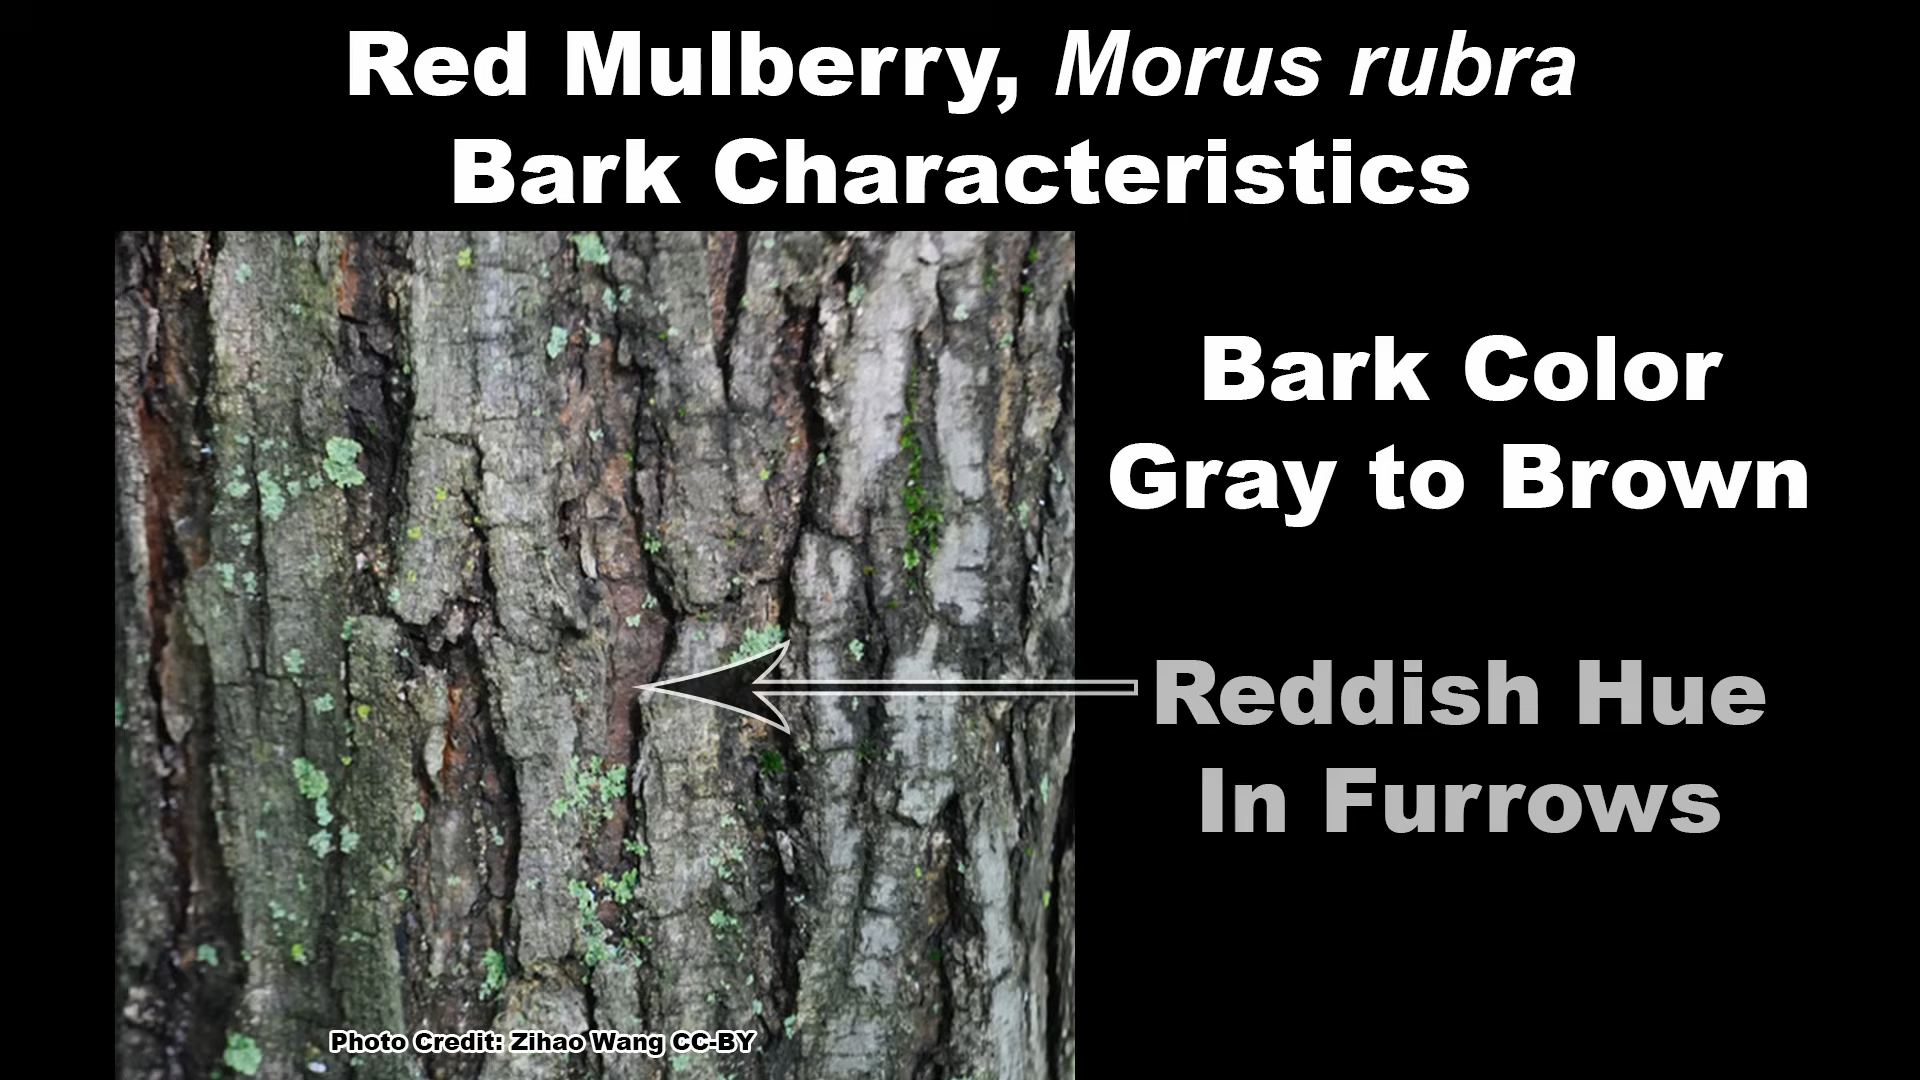 Red Mulberry, Morus rubra
Bark Characteristics
Bark Color
Gray to Brown
Reddish Hue
In Furrows
Photo Credit: Zihao Wang CC-BY